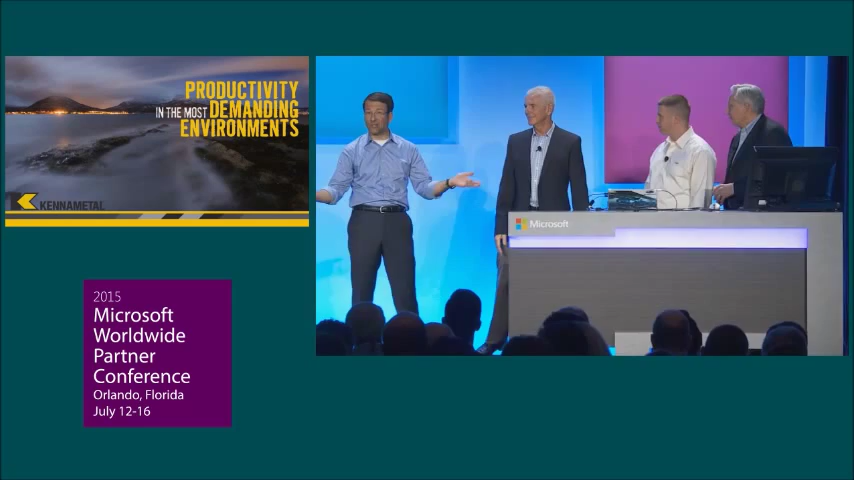 PRODUCTIVITY
IN THE MOST DEMANDING
ENVIRONMENTS
KENNAMETAL
Microsoft
2015
Microsoft
Worldwide
Partner
Conference
Orlando, Florida
July 12-16